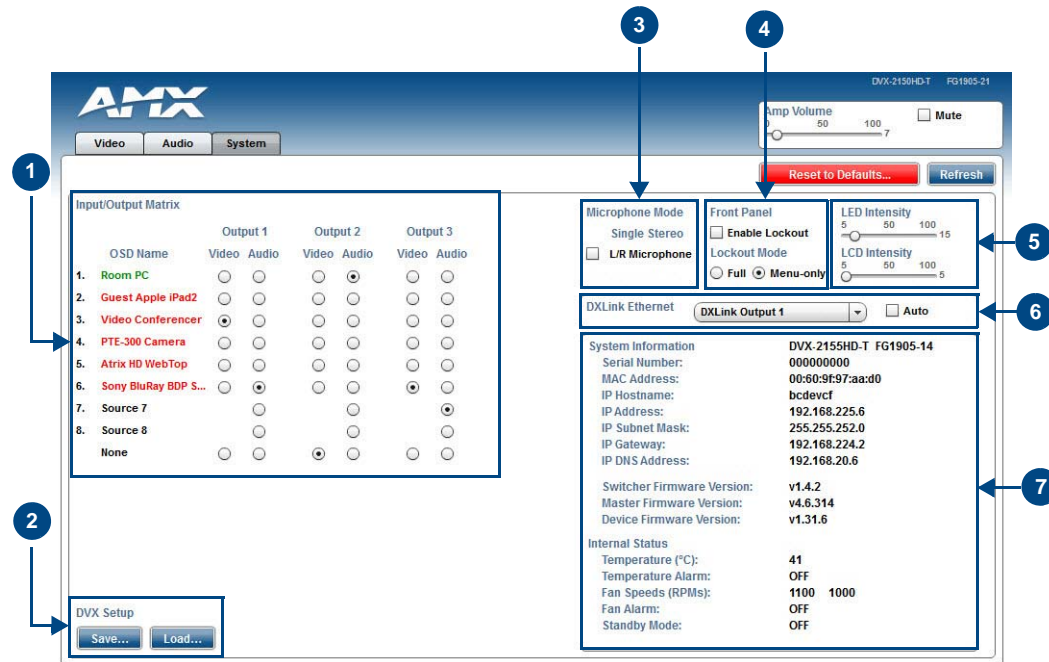 3
4
DVX-2150HD-T FG1905-21
AMX
Amp Volume
0 50 100
7
Mute
Video Audio System
Reset to Defaults... Refresh
1
Input/Output Matrix
Output 1 Output 2 Output 3
OSD Name Video Audio Video Audio Video Audio
1. Room PC
2. Guest Apple iPad2
3. Video Conferencer
4. PTE-300 Camera
5. Atrix HD WebTop
6. Sony BluRay BDP S...
7. Source 7
8. Source 8
None
2
DVX Setup
Save... Load...
Microphone Mode
Single Stereo
L/R Microphone
Front Panel
Enable Lockout
Lockout Mode
Full Menu-only
LED Intensity
5 50 100
15
LCD Intensity
5 50 100
5
5
DXLink Ethernet DXLink Output 1 Auto
6
System Information DVX-2155HD-T FG1905-14
Serial Number: 000000000
MAC Address: 00:60:9f:97:aa:d0
IP Hostname: bcdevcf
IP Address: 192.168.225.6
IP Subnet Mask: 255.255.252.0
IP Gateway: 192.168.224.2
IP DNS Address: 192.168.20.6
Switcher Firmware Version: v1.4.2
Master Firmware Version: v4.6.314
Device Firmware Version: v1.31.6
7
Internal Status
Temperature (°C): 41
Temperature Alarm: OFF
Fan Speeds (RPMs): 1100 1000
Fan Alarm: OFF
Standby Mode: OFF